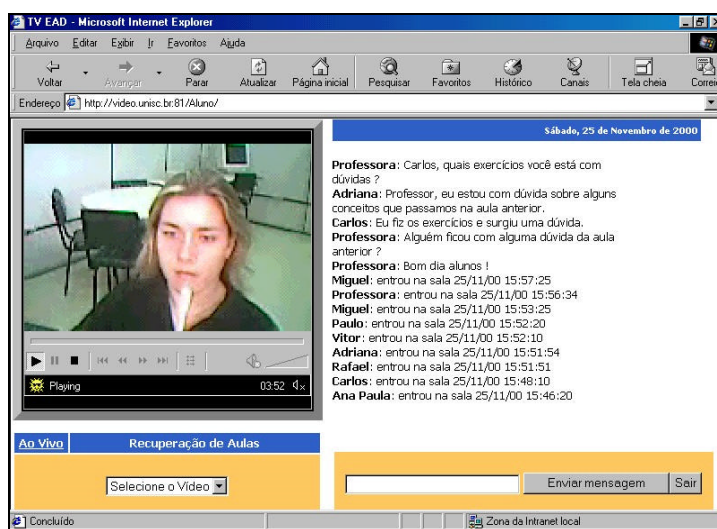 TV EAD - Microsoft Internet Explorer
Arquivo Editar Exibir Ir Favoritos Ajuda
Voltar Avançar Parar Atualizar Página inicial Pesquisar Favoritos Histórico Canais Tela cheia Correi
Endereço http://video.unisc.br:81/Aluno/
Sábado, 25 de Novembro de 2000
Professora: Carlos, quais exercícios você está com
dúvidas ?
Adriana: Professor, eu estou com dúvida sobre alguns
conceitos que passamos na aula anterior.
Carlos: Eu fiz os exercícios e surgiu uma dúvida.
Professora: Alguém ficou com alguma dúvida da aula
anterior ?
Professora: Bom dia alunos !
Miguel: entrou na sala 25/11/00 15:57:25
Professora: entrou na sala 25/11/00 15:56:34
Miguel: entrou na sala 25/11/00 15:53:25
Paulo: entrou na sala 25/11/00 15:52:20
Vitor: entrou na sala 25/11/00 15:52:10
Adriana: entrou na sala 25/11/00 15:51:54
Rafael: entrou na sala 25/11/00 15:51:51
Carlos: entrou na sala 25/11/00 15:48:10
Ana Paula: entrou na sala 25/11/00 15:46:20
Playing 03:52
Ao Vivo Recuperação de Aulas
Selecione o Vídeo
Enviar mensagem Sair
Concluído Zona da Intranet local